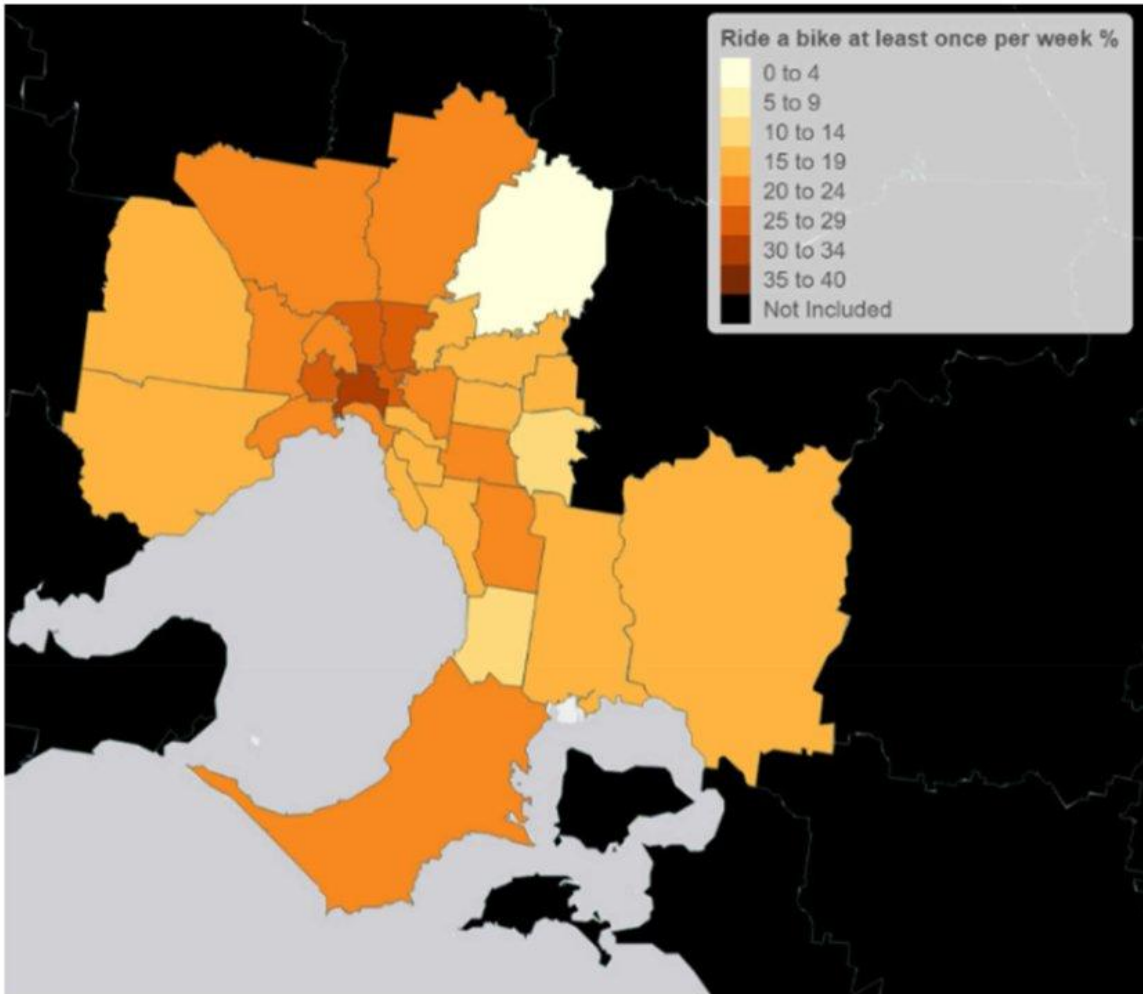 Ride a bike at least once per week %
0 to 4
5 to 9
10 to 14
15 to 19
20 to 24
25 to 29
30 to 34
35 to 40
Not Included